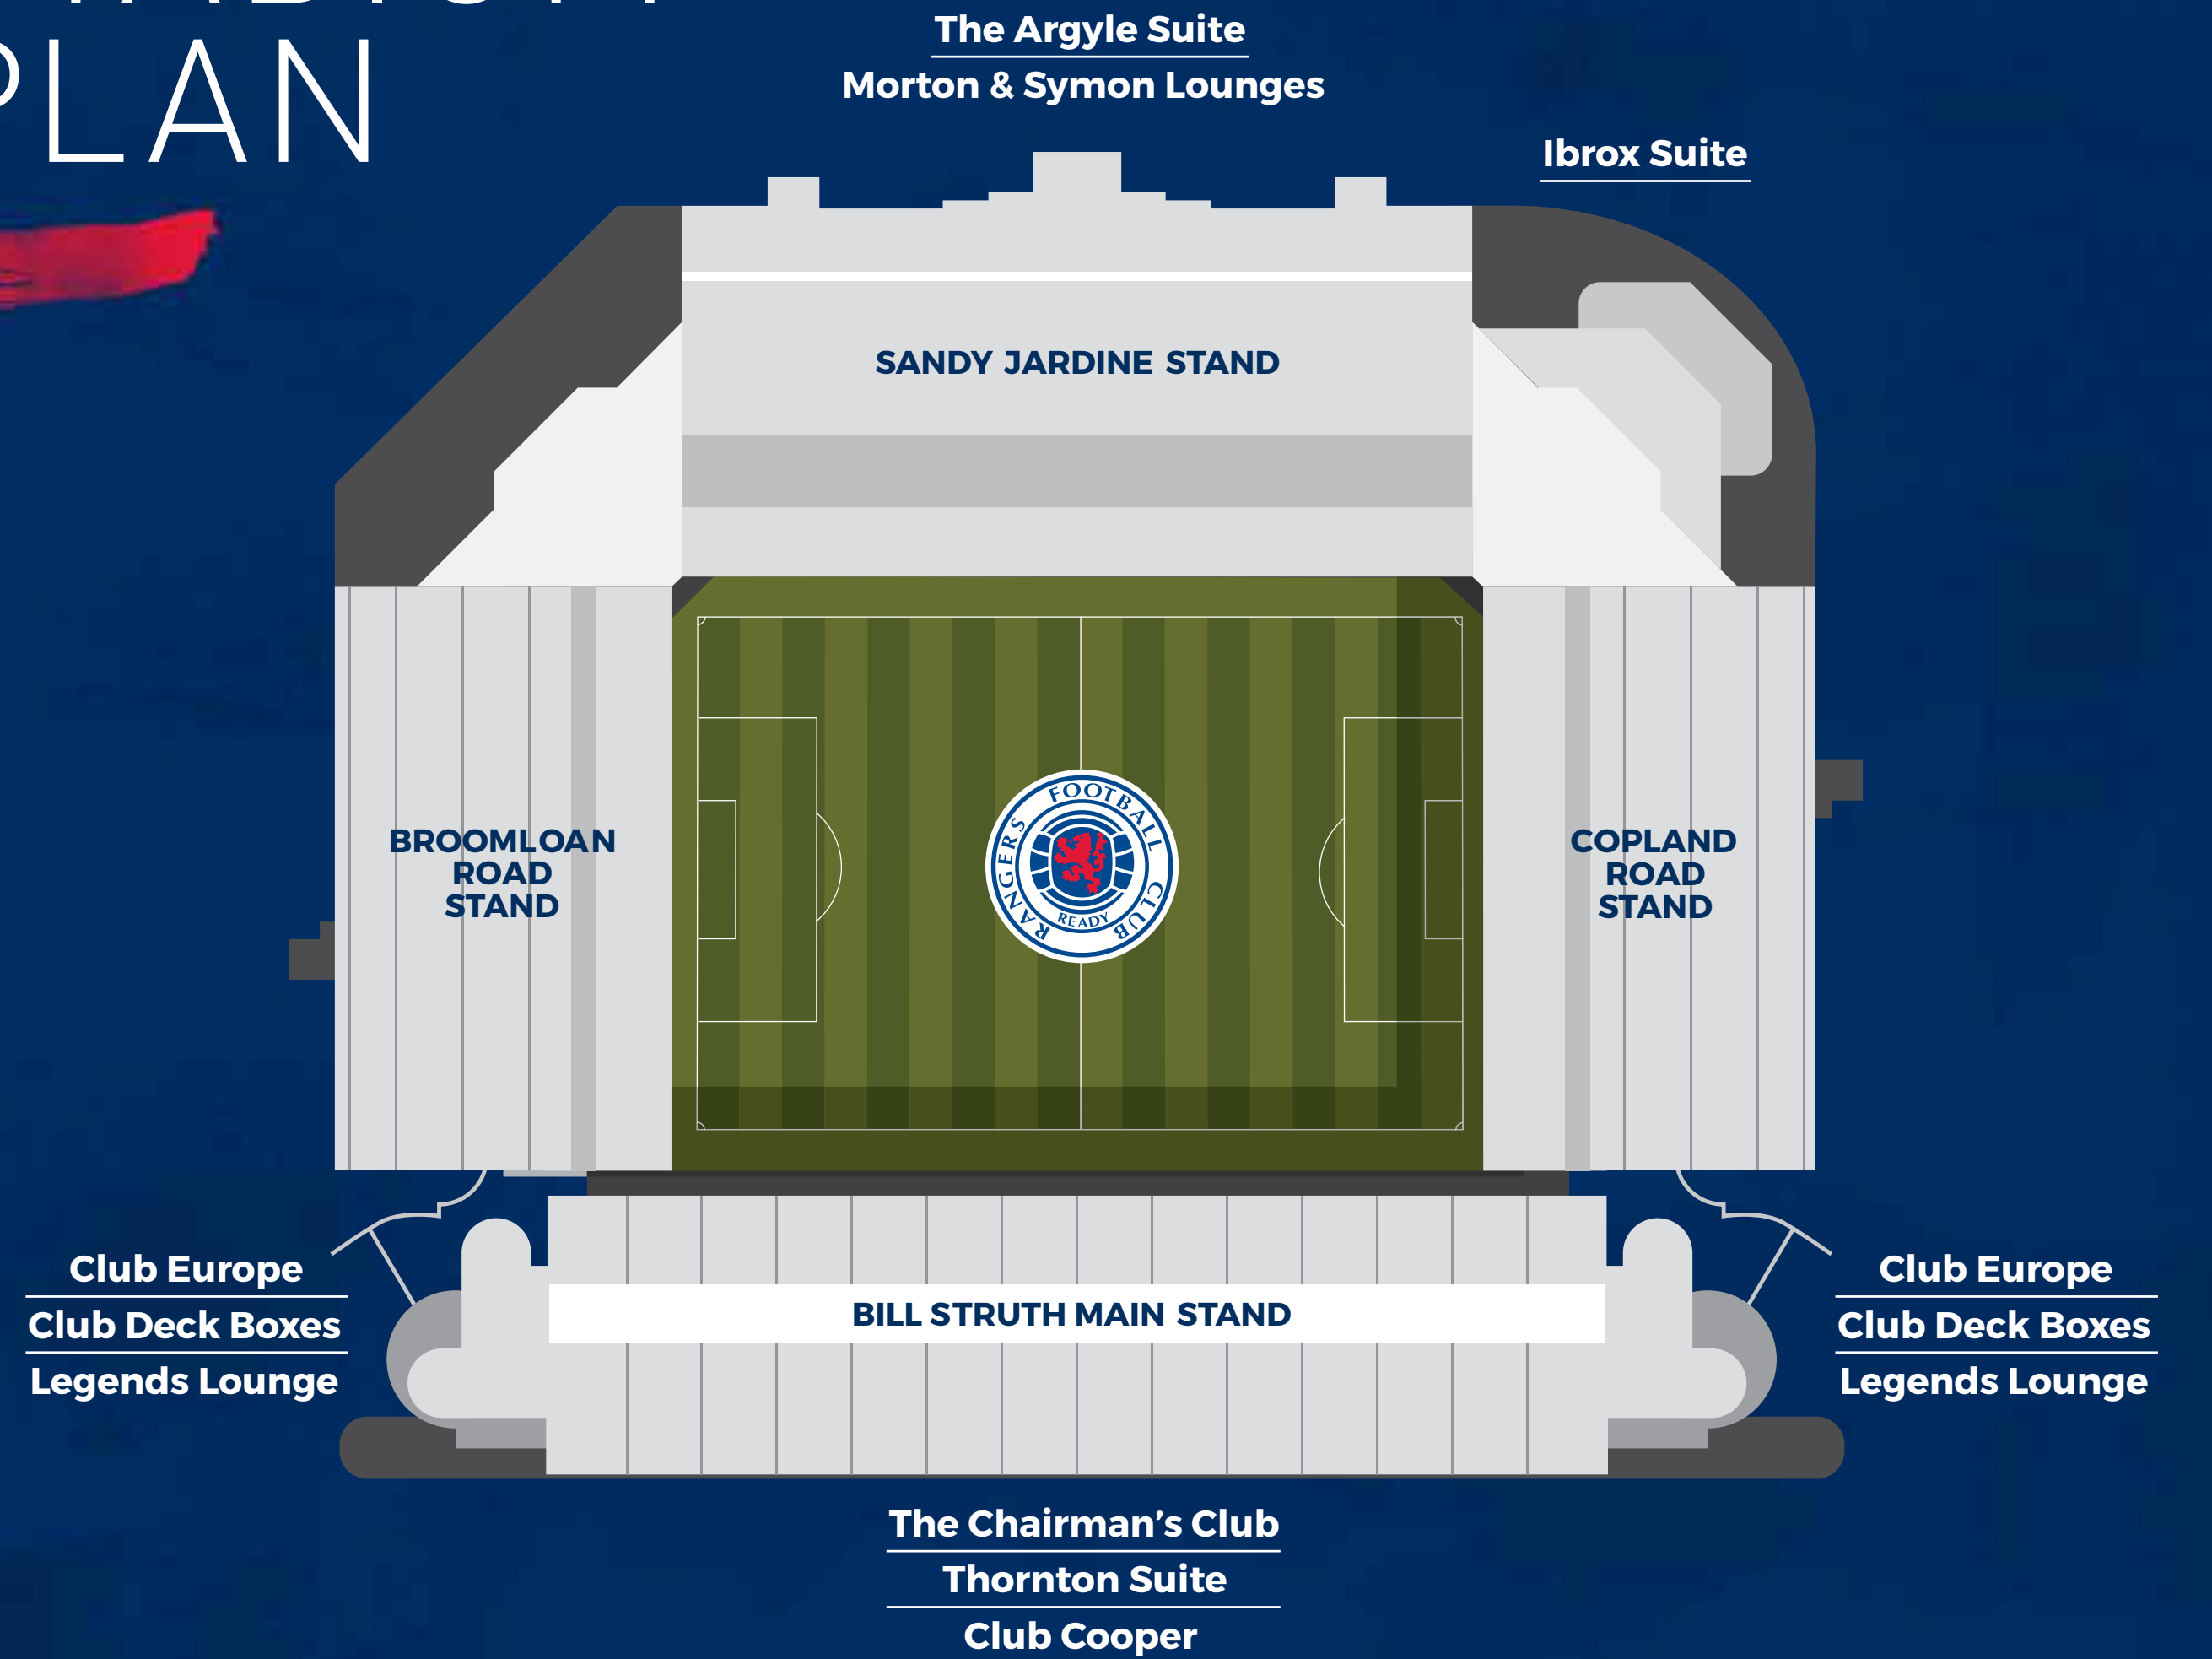 PLAN
The Argyle Suite
Morton & Symon Lounges
Ibrox Suite
SANDY JARDINE STAND
BROOMLOAN
ROAD
STAND
RANGERS FOOTBALL CLUB
READY
COPLAND
ROAD
STAND
Club Europe
Club Deck Boxes
Legends Lounge
BILL STRUTH MAIN STAND
Club Europe
Club Deck Boxes
Legends Lounge
The Chairman’s Club
Thornton Suite
Club Cooper